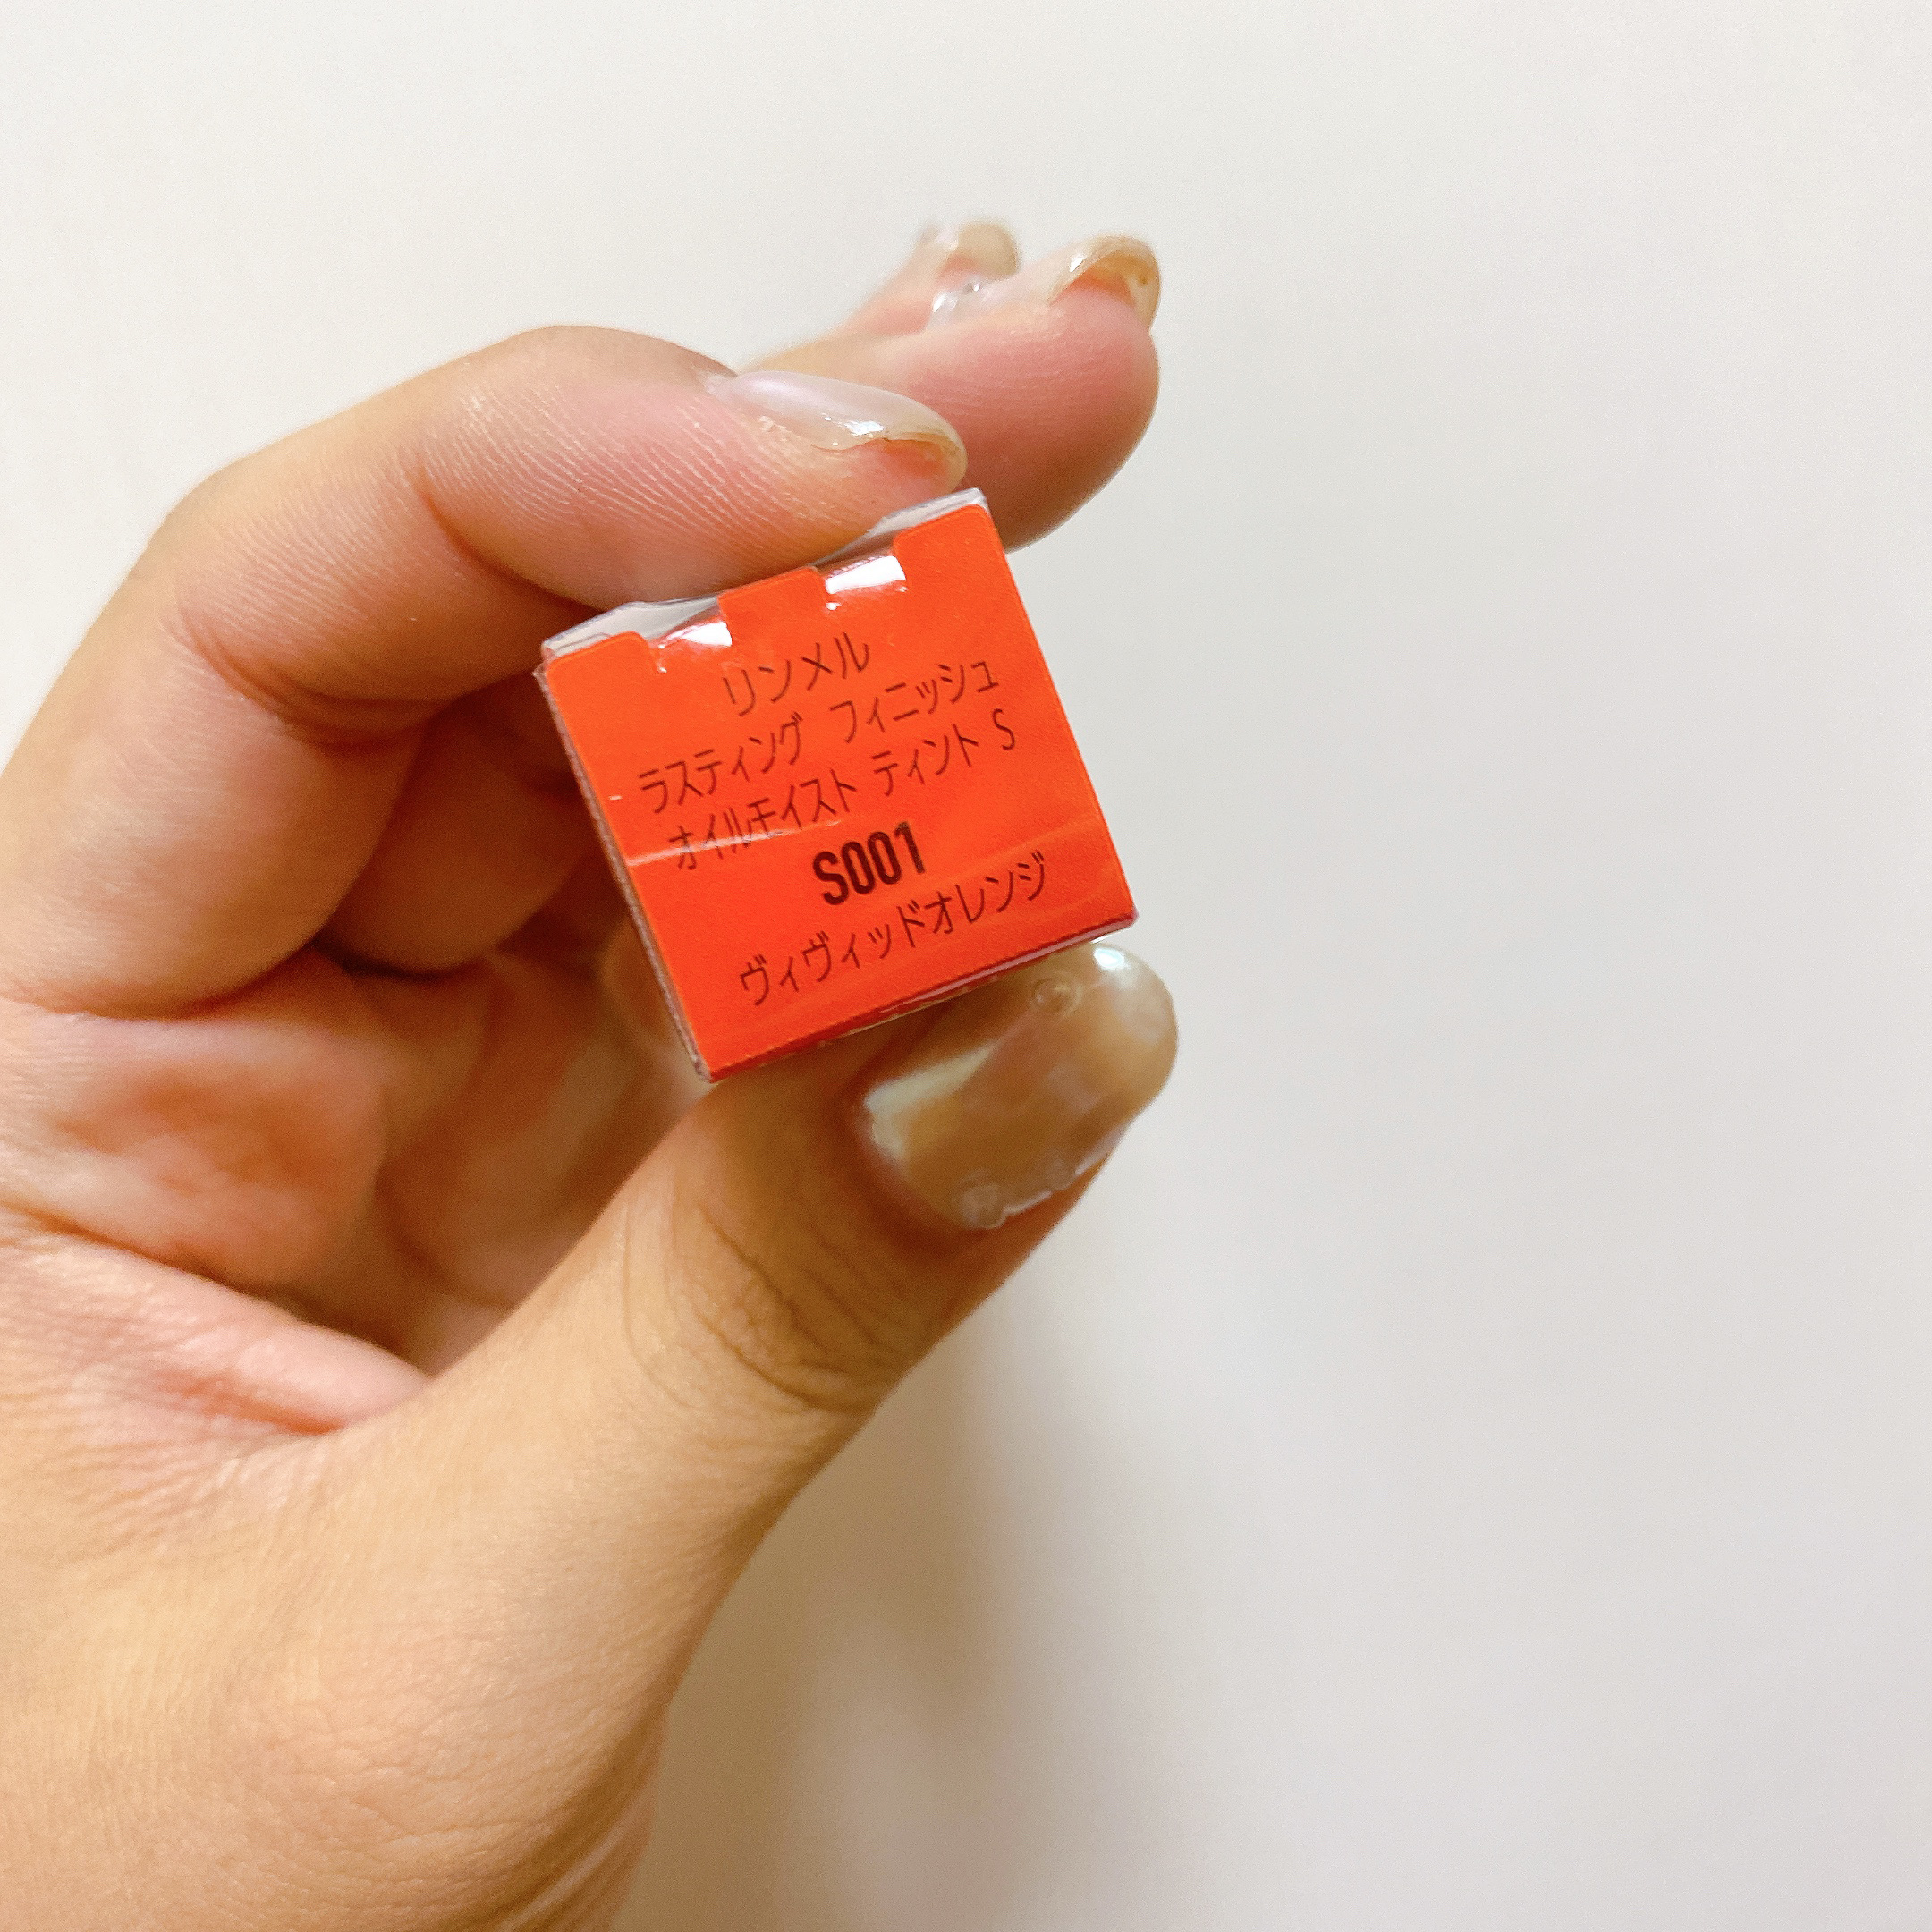 リンメル
ラスティング フィニッシュ
オイルモイスト ティント S
S001
ヴィヴィッドオレンジ